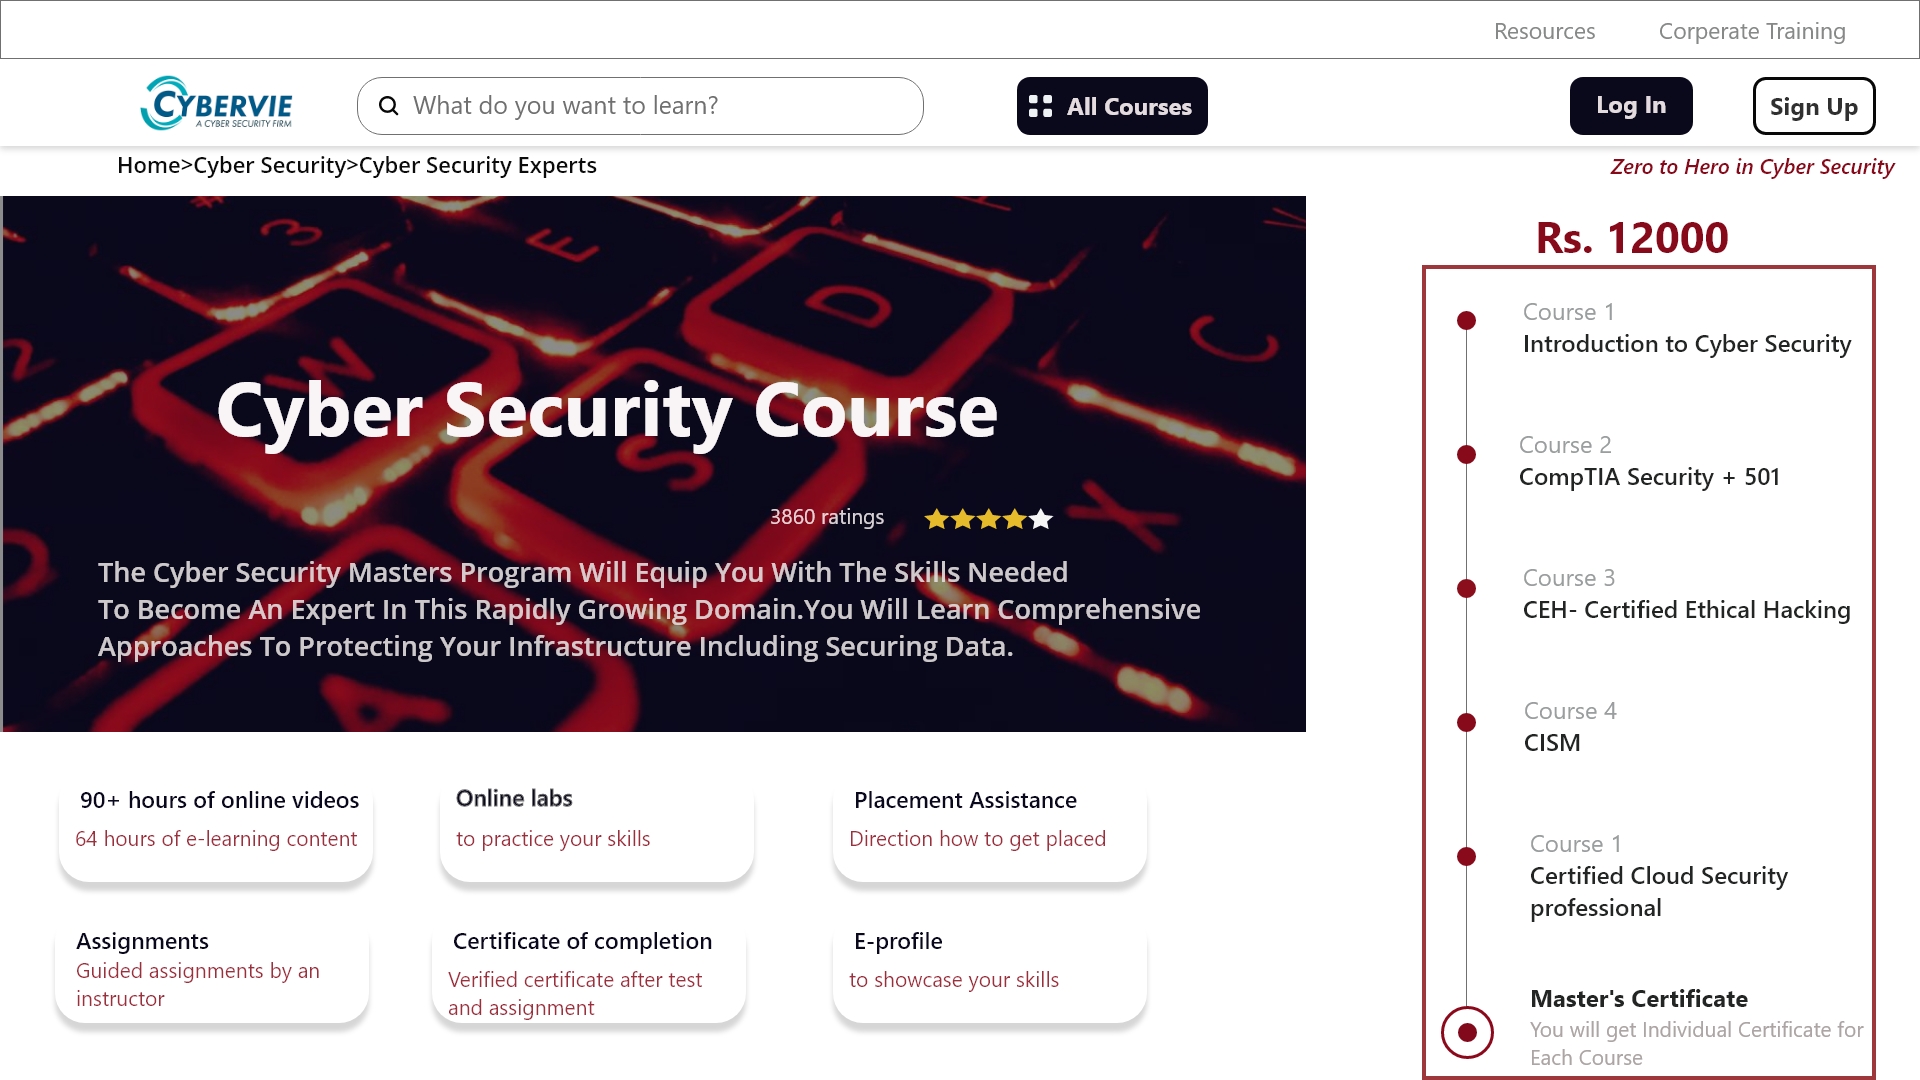 Resources
Corperate Training
CYBERVIE
A CYBER SECURITY FIRM
What do you want to learn?
All Courses
Log In
Sign Up
Home>Cyber Security>Cyber Security Experts
Zero to Hero in Cyber Security
3
E
D
C
W
S
X
A
Cyber Security Course
3860 ratings
The Cyber Security Masters Program Will Equip You With The Skills Needed
To Become An Expert In This Rapidly Growing Domain.You Will Learn Comprehensive
Approaches To Protecting Your Infrastructure Including Securing Data.
90+ hours of online videos
64 hours of e-learning content
Online labs
to practice your skills
Placement Assistance
Direction how to get placed
Assignments
Guided assignments by an
instructor
Certificate of completion
Verified certificate after test
and assignment
E-profile
to showcase your skills
Rs. 12000
Course 1
Introduction to Cyber Security
Course 2
CompTIA Security + 501
Course 3
CEH- Certified Ethical Hacking
Course 4
CISM
Course 1
Certified Cloud Security
professional
Master's Certificate
You will get Individual Certificate for
Each Course